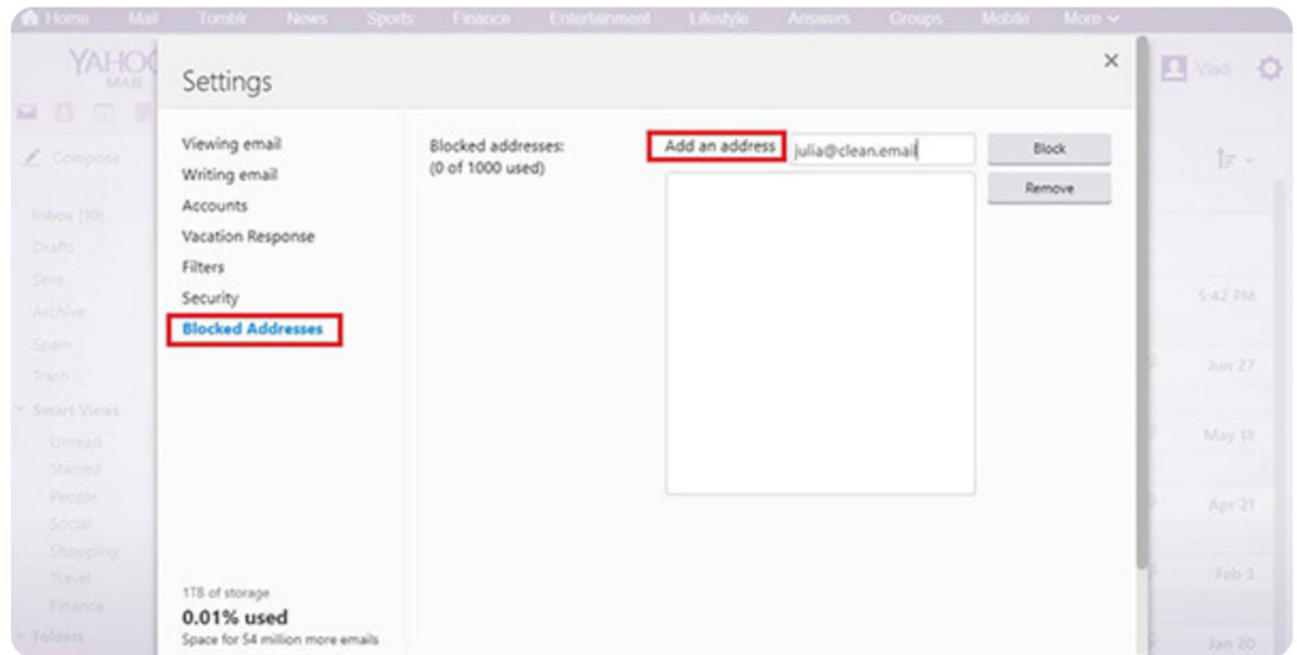 Home Mail Tumblr News Sports Finance Entertainment Lifestyle Answers Groups Mobile More
YAHOO
MAIL
Settings
Vladi
Compose
Viewing email
Writing email
Accounts
Vacation Response
Filters
Security
Blocked Addresses
Blocked addresses:
(0 of 1000 used)
Add an address
julia@clean.email
Block
Remove
Inbox (10)
Drafts
Sent
Archive
Spam
Trash
Smart Views
Unread
Starred
People
Social
Shopping
Travel
Finance
Folders
5:42 PM
Jun 27
May 18
Apr 21
Feb 3
Jan 20
1TB of storage
0.01% used
Space for 54 million more emails